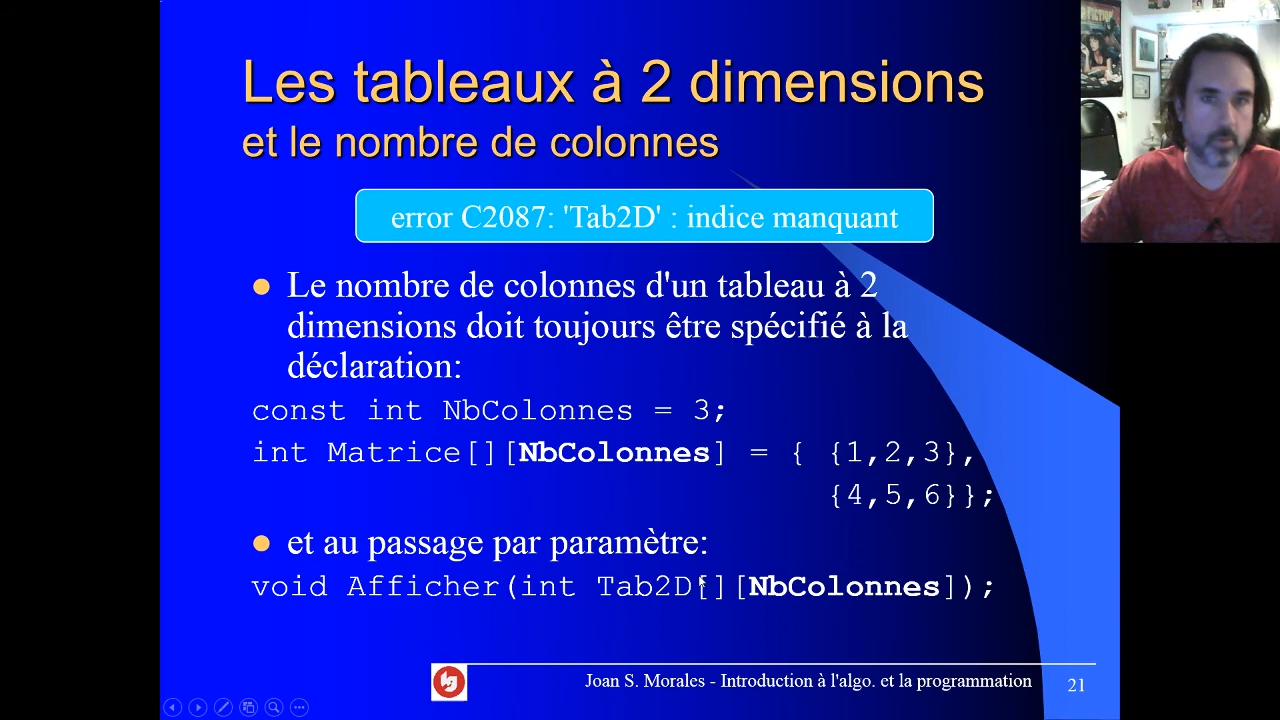 Les tableaux à 2 dimensions
et le nombre de colonnes
error C2087: 'Tab2D' : indice manquant
Le nombre de colonnes d'un tableau à 2
dimensions doit toujours être spécifié à la
déclaration:
const int NbColonnes = 3;
int Matrice[][NbColonnes] = { {1,2,3},
{4,5,6}};
et au passage par paramètre:
void Afficher(int Tab2D[][NbColonnes]);
Joan S. Morales - Introduction à l'algo. et la programmation
21
FICTION